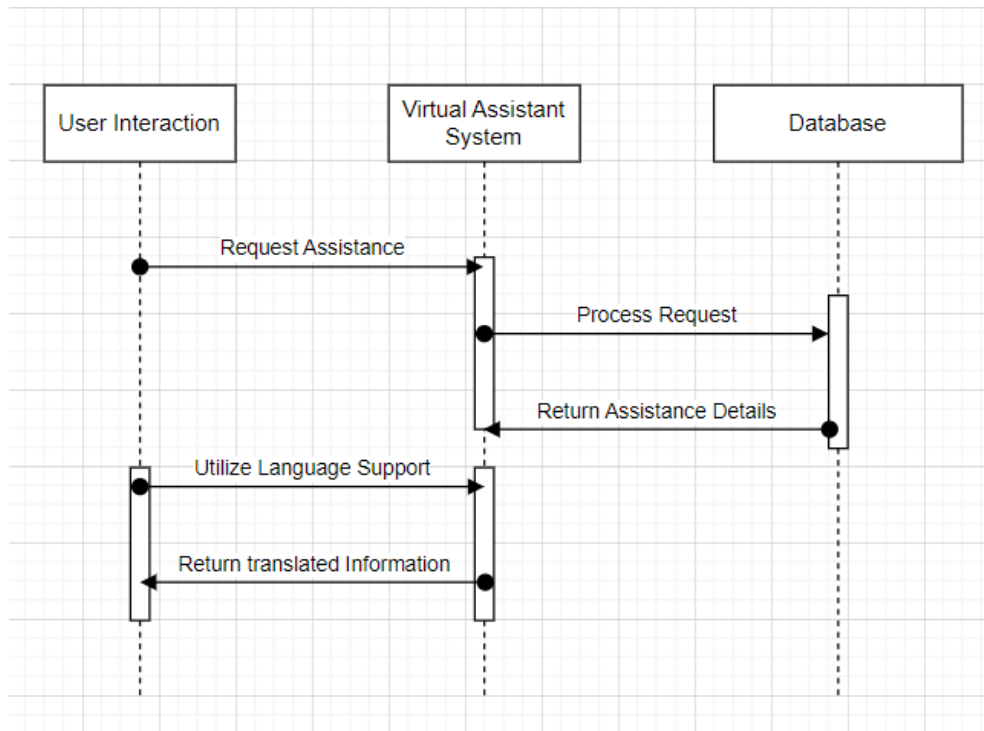 User Interaction
Virtual Assistant
System
Database
Request Assistance
Process Request
Return Assistance Details
Utilize Language Support
Return translated Information